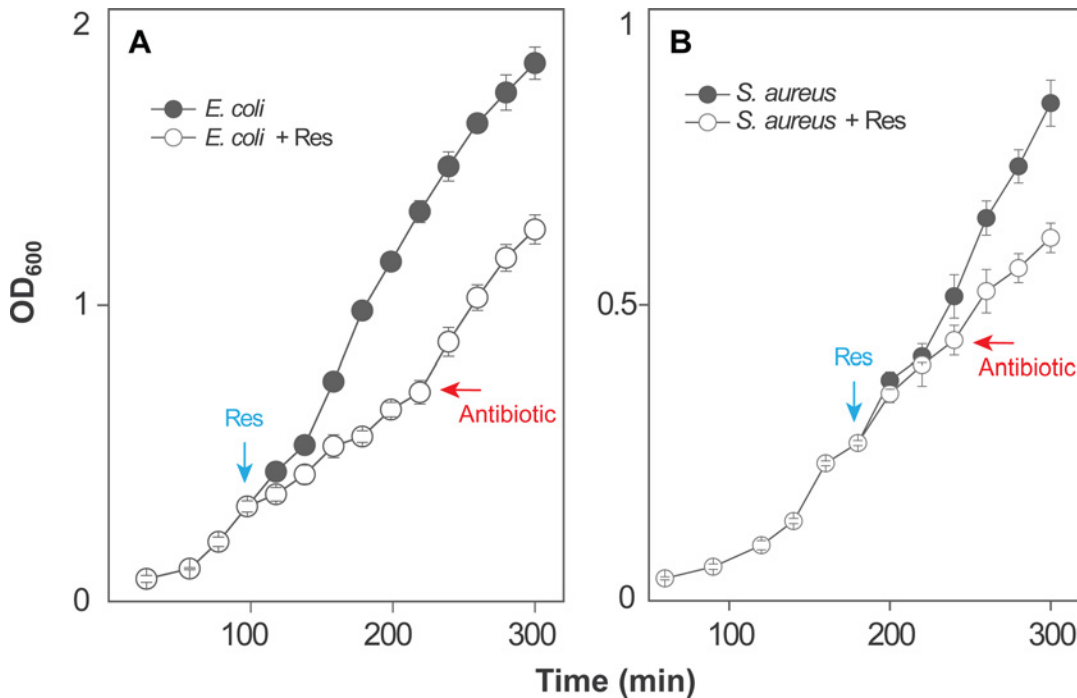 A
B
2
1
0
1
0.5
0
E. coli
E. coli + Res
S. aureus
S. aureus + Res
Res
Antibiotic
Res
Antibiotic
OD600
100
200
300
100
200
300
Time (min)